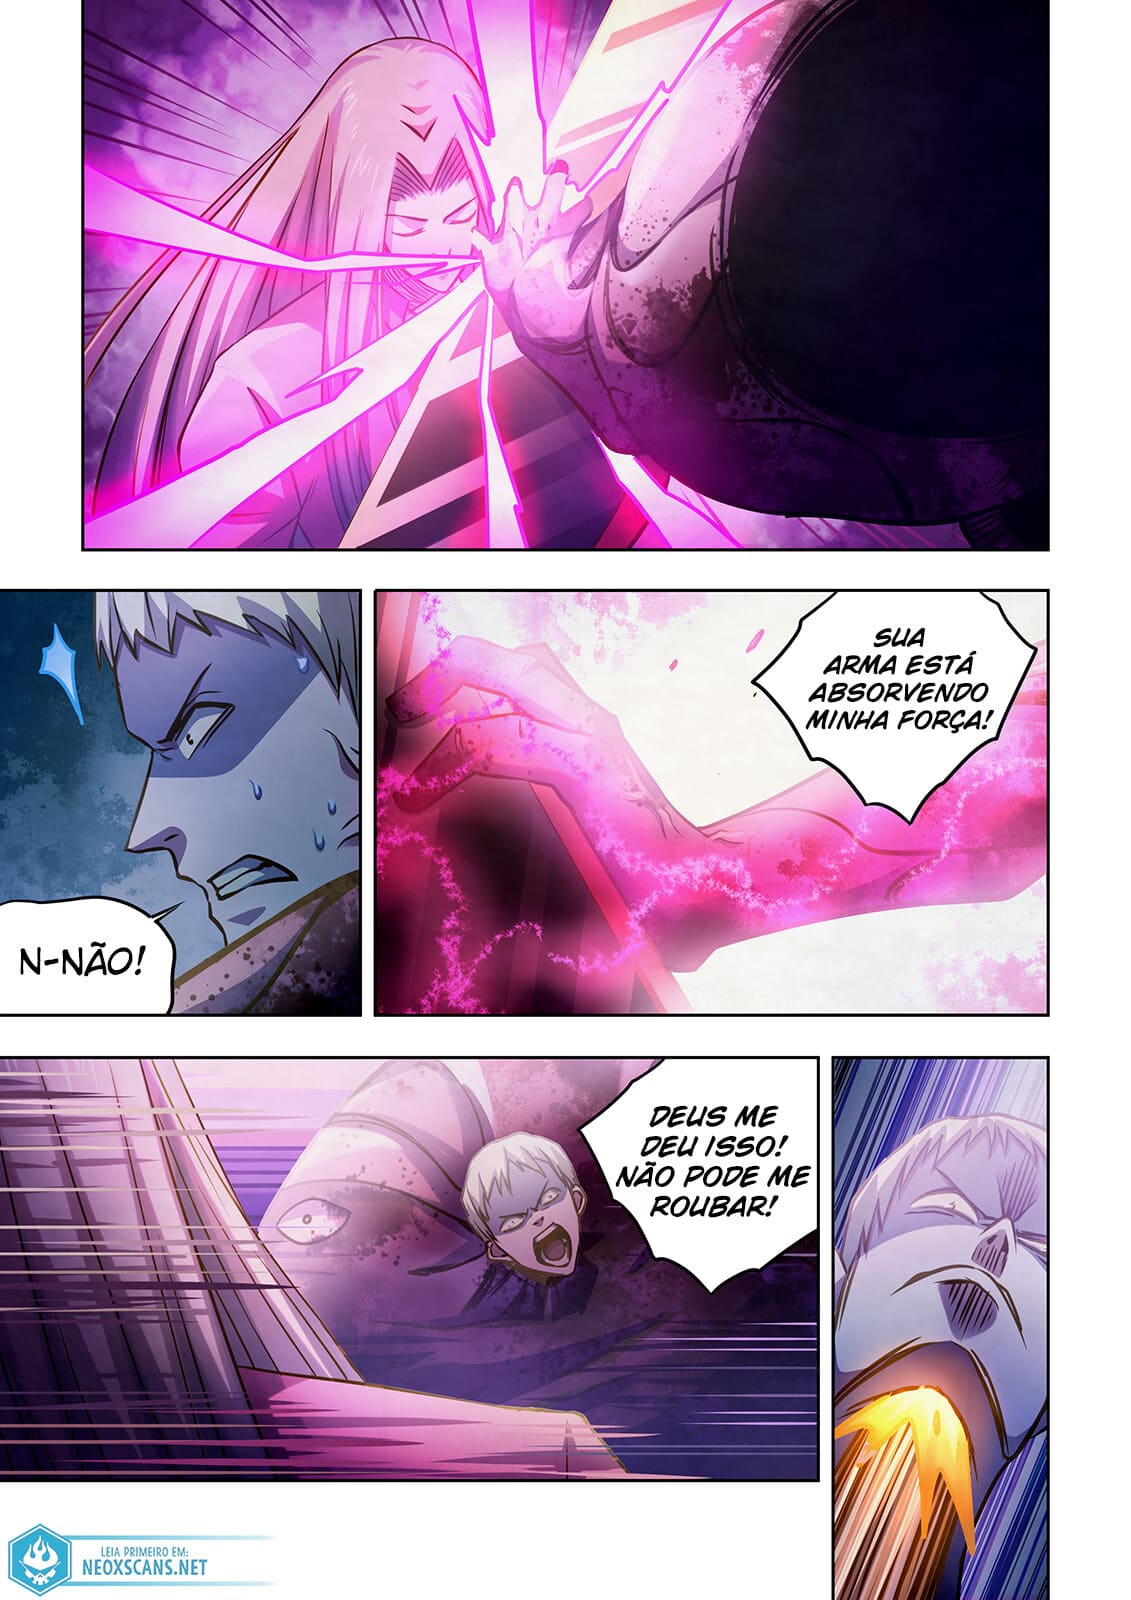 SUA
ARMA ESTÁ
ABSORVENDO
MINHA FORÇA!
N-NÃO!
DEUS ME
DEU ISSO!
NÃO PODE ME
ROUBAR!
LEIA PRIMEIRO EM:
NEOXSCANS.NET